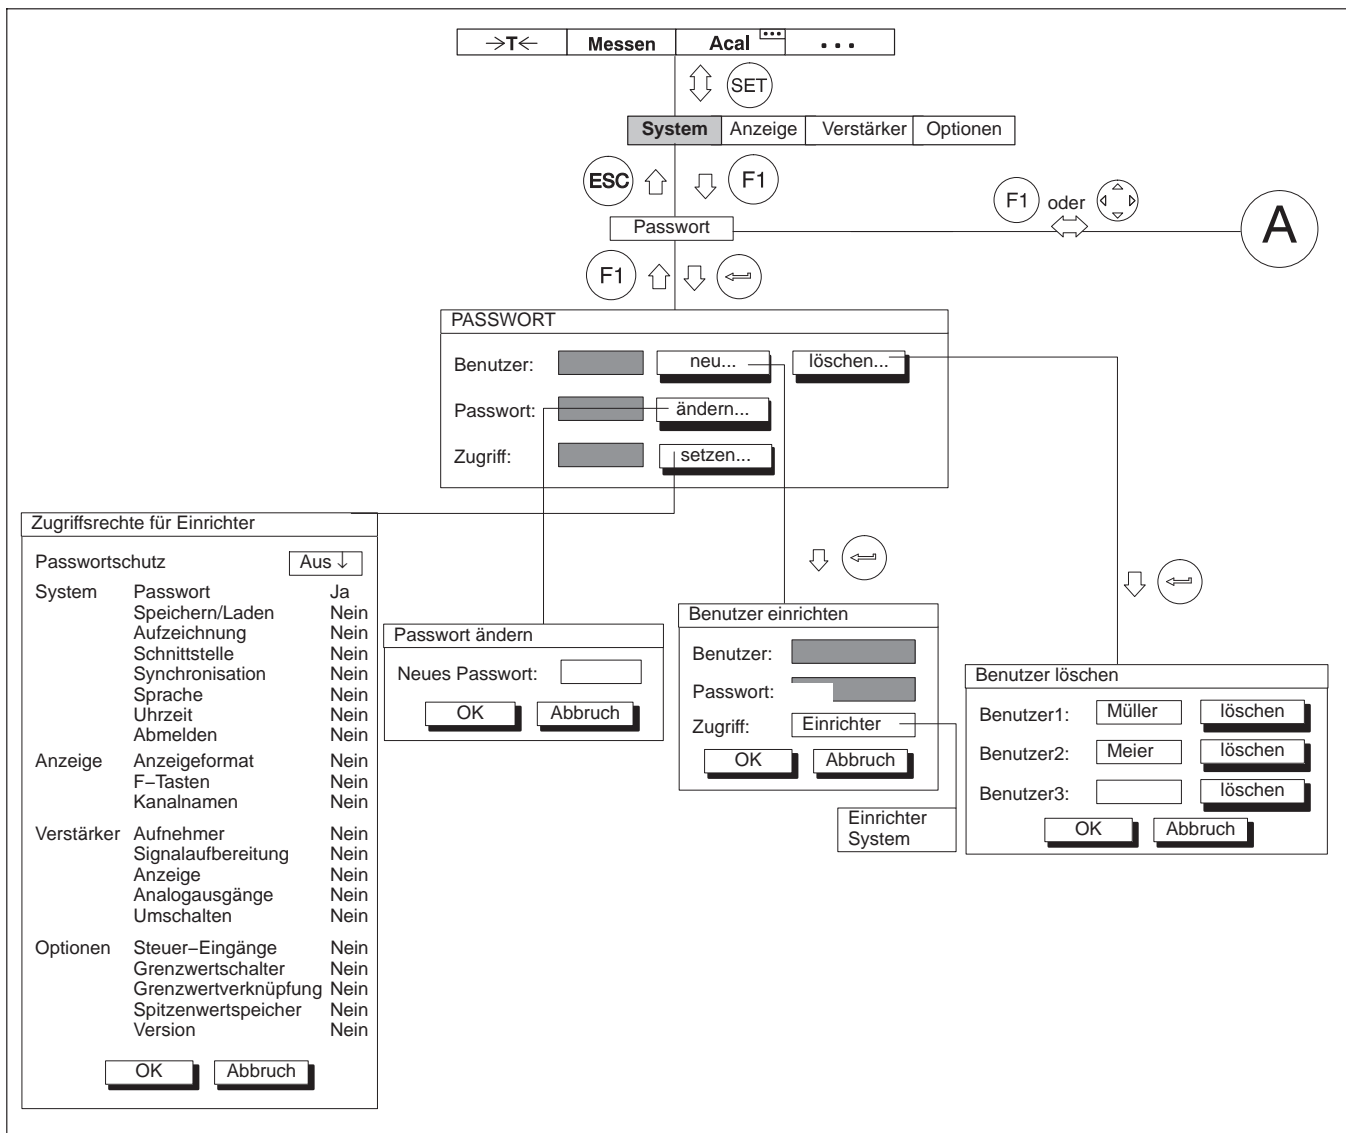 →T← Messen Acal ... ...
SET
System Anzeige Verstärker Optionen
ESC F1
F1 oder
Passwort
A
F1
PASSWORT
Benutzer: neu... löschen...
Passwort: ändern...
Zugriff: setzen...
Zugriffsrechte für Einrichter
Passwortschutz Aus ↓
System Passwort Ja
Speichern/Laden Nein
Aufzeichnung Nein
Schnittstelle Nein
Synchronisation Nein
Sprache Nein
Uhrzeit Nein
Abmelden Nein
Anzeige Anzeigeformat Nein
F−Tasten Nein
Kanalnamen Nein
Verstärker Aufnehmer Nein
Signalaufbereitung Nein
Anzeige Nein
Analogausgänge Nein
Umschalten Nein
Optionen Steuer−Eingänge Nein
Grenzwertschalter Nein
Grenzwertverknüpfung Nein
Spitzenwertspeicher Nein
Version Nein
OK Abbruch
Passwort ändern
Neues Passwort:
OK Abbruch
Benutzer einrichten
Benutzer:
Passwort:
Zugriff: Einrichter
OK Abbruch
Einrichter
System
Benutzer löschen
Benutzer1: Müller löschen
Benutzer2: Meier löschen
Benutzer3: löschen
OK Abbruch